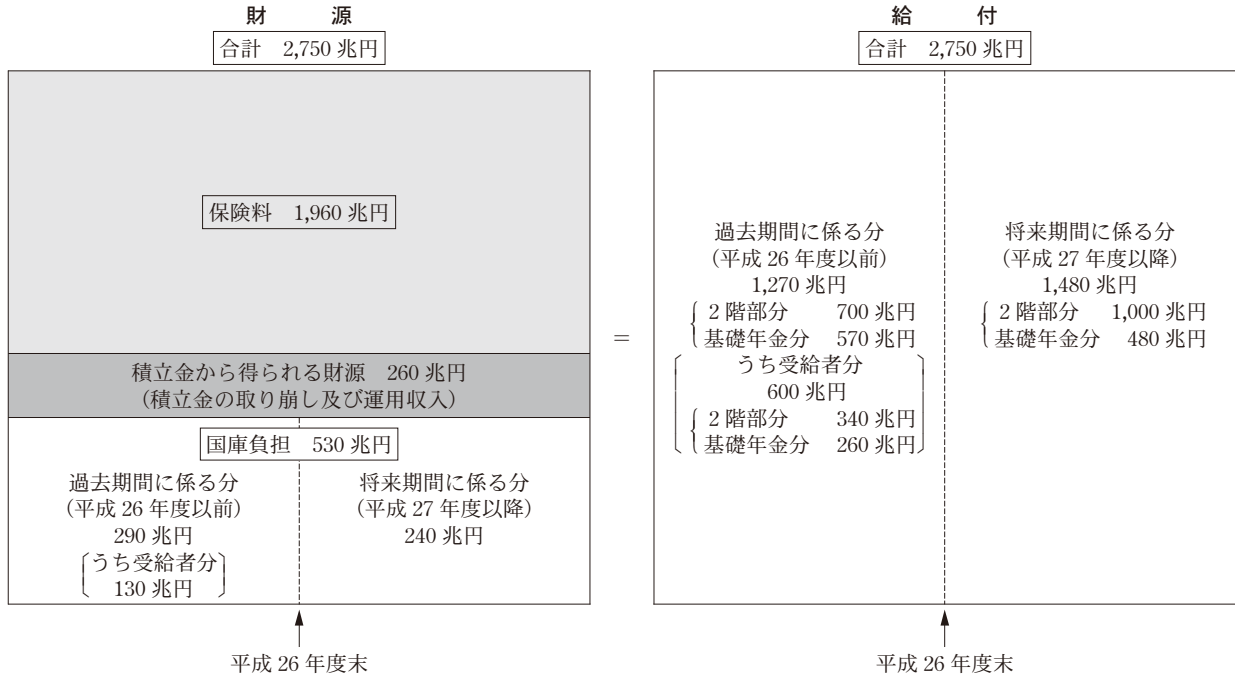 財　源
合計　2,750 兆円
保険料　1,960 兆円
積立金から得られる財源　260 兆円
（積立金の取り崩し及び運用収入）
国庫負担　530 兆円
過去期間に係る分
（平成 26 年度以前）
290 兆円
うち受給者分
130 兆円
将来期間に係る分
（平成 27 年度以降）
240 兆円
平成 26 年度末
=
給　付
合計　2,750 兆円
過去期間に係る分
（平成 26 年度以前）
1,270 兆円
2 階部分　700 兆円
基礎年金分　570 兆円
うち受給者分
600 兆円
2 階部分　340 兆円
基礎年金分　260 兆円
将来期間に係る分
（平成 27 年度以降）
1,480 兆円
2 階部分　1,000 兆円
基礎年金分　480 兆円
平成 26 年度末